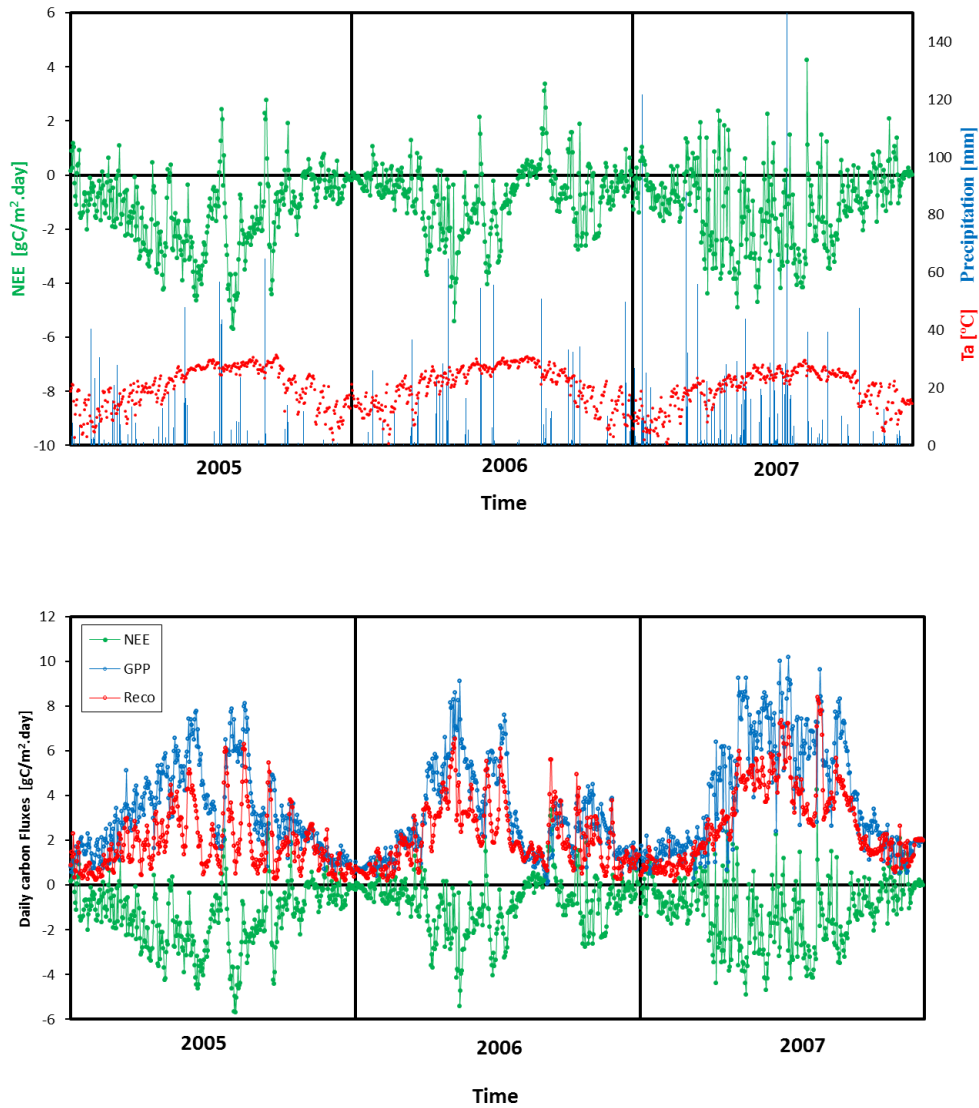 6
4
2
0
-2
-4
-6
-8
-10
NEE [gC/m².day]
140
120
100
80
60
40
20
0
Ta [°C] Precipitation [mm]
2005 2006 2007
Time
12
10
8
6
4
2
0
-2
-4
-6
Daily carbon Fluxes [gC/m².day]
NEE
GPP
Reco
2005 2006 2007
Time